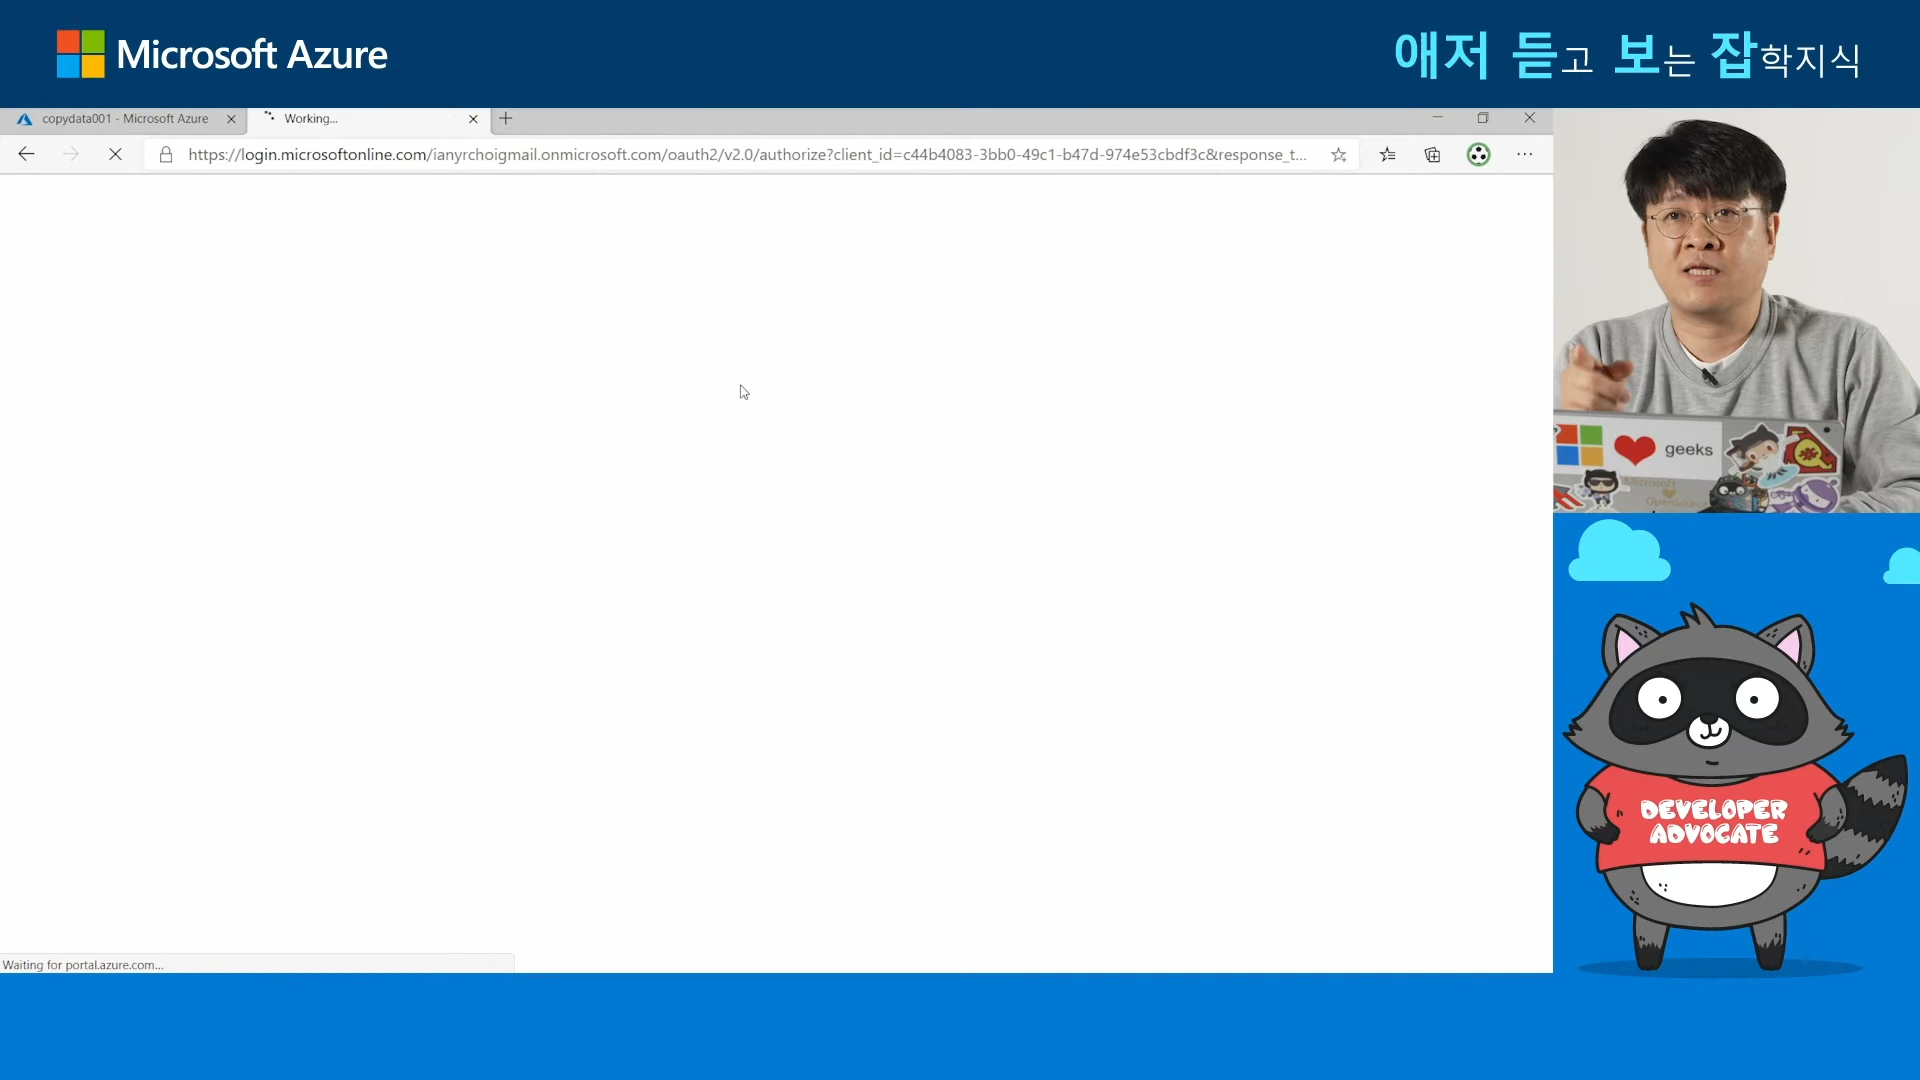 Microsoft Azure
애저 듣고 보는 잡학지식
copydata001 - Microsoft Azure
Working...
https://login.microsoftonline.com/ianyrchoigmail.onmicrosoft.com/oauth2/v2.0/authorize?client_id=c44b4083-3bb0-49c1-b47d-974e53cbdf3c&response_t...
geeks
Microsoft
DEVELOPER
ADVOCATE
Waiting for portal.azure.com...